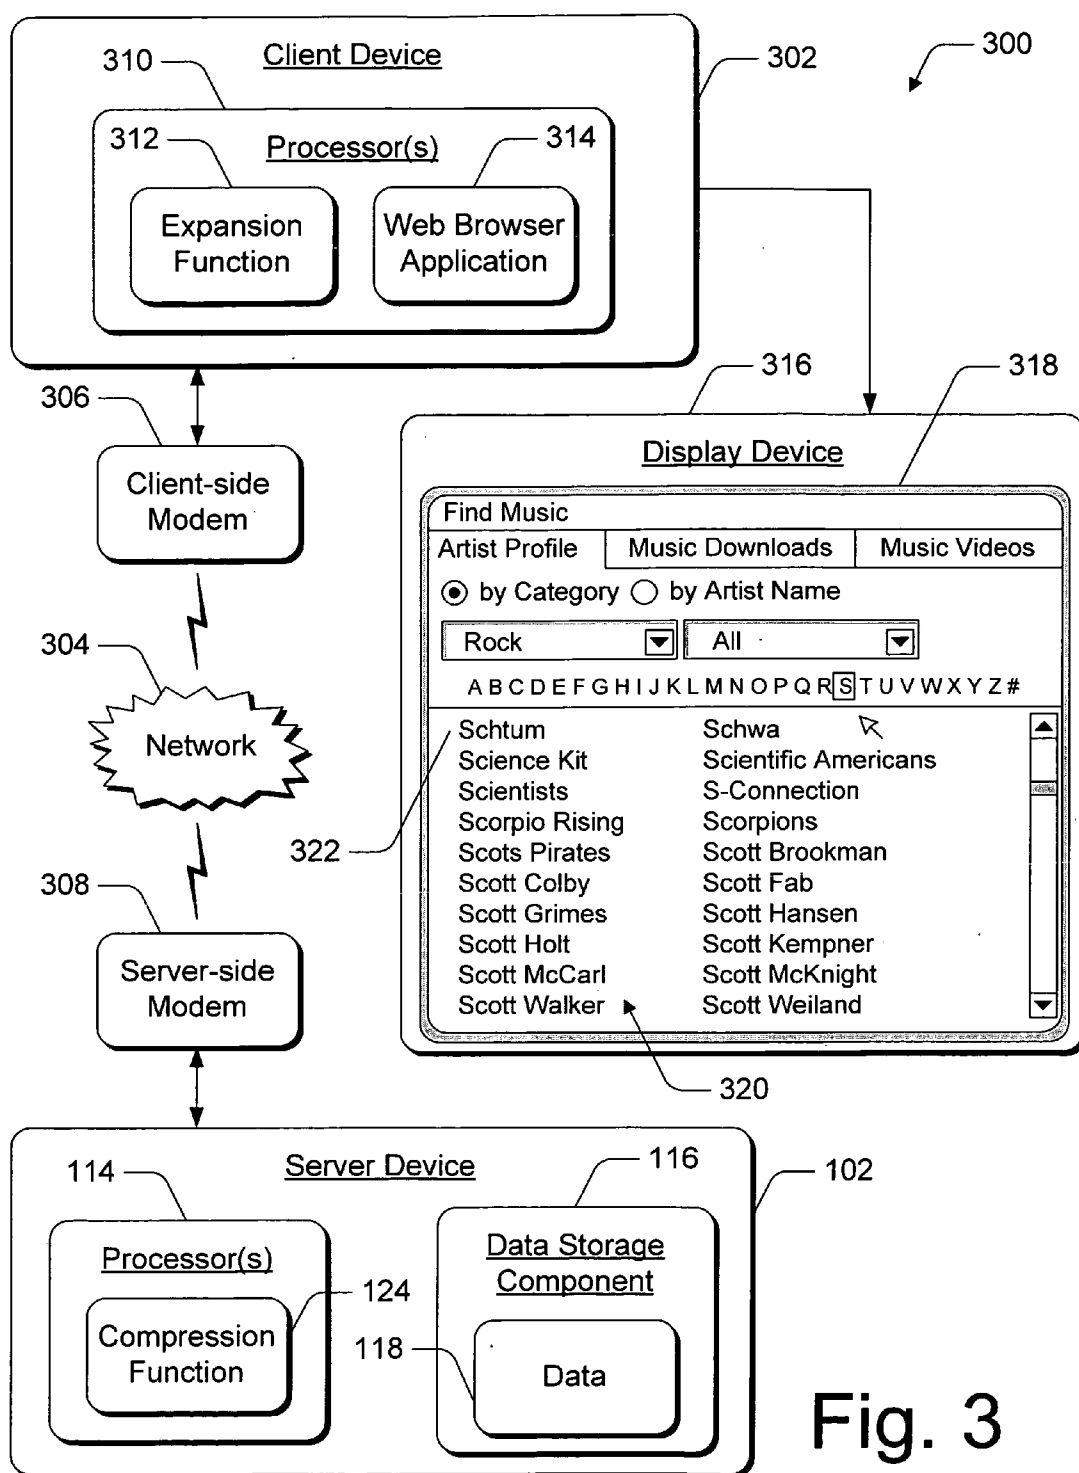 Client Device
310
302
300
312
Processor(s)
314
Expansion
Function
Web Browser
Application
306
316
318
Client-side
Modem
Display Device
Find Music
Artist Profile
Music Downloads
Music Videos
by Category
by Artist Name
Rock
All
A B C D E F G H I J K L M N O P Q R S T U V W X Y Z #
304
Network
Schtum
Schwa
Science Kit
Scientific Americans
Scientists
S-Connection
Scorpio Rising
Scorpions
322
Scots Pirates
Scott Brookman
Scott Colby
Scott Fab
Scott Grimes
Scott Hansen
Scott Holt
Scott Kempner
Scott McCarl
Scott McKnight
Scott Walker
Scott Weiland
308
Server-side
Modem
320
114
Server Device
116
102
Processor(s)
124
Compression
Function
Data Storage
Component
118
Data
Fig. 3